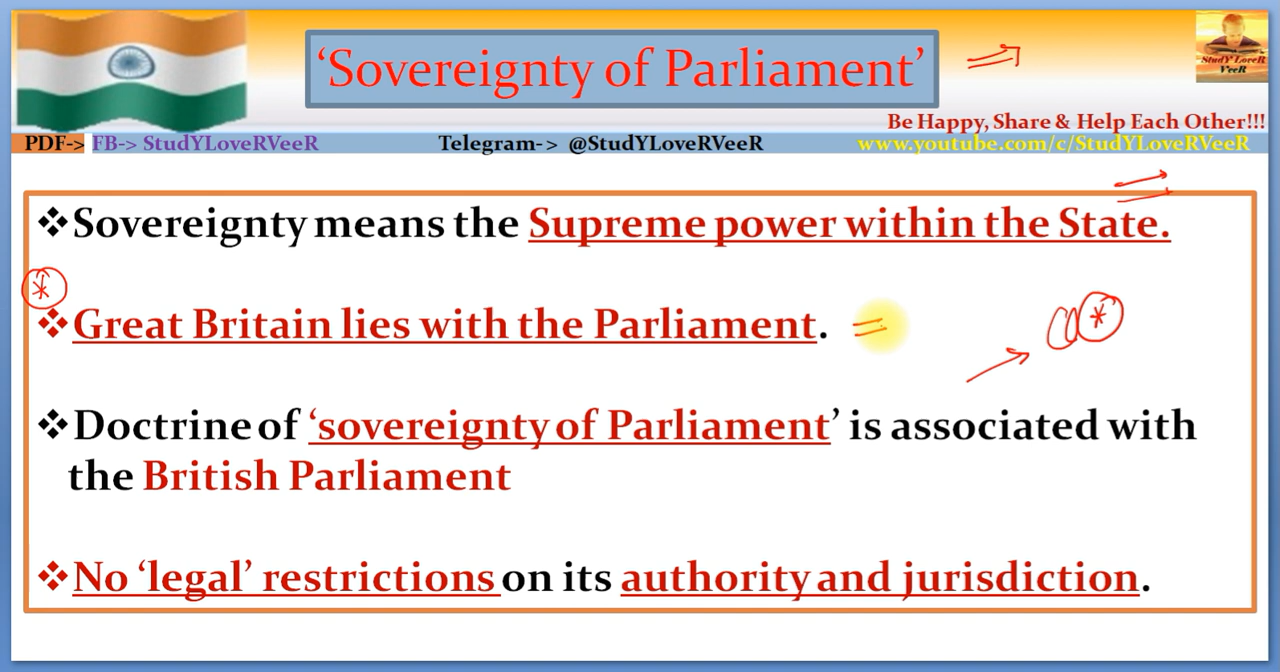 ‘Sovereignty of Parliament’
StudY LoveR
VeeR
Be Happy, Share & Help Each Other!!!
PDF-> FB-> StudYLoveRVeeR Telegram-> @StudYLoveRVeeR www.youtube.com/c/StudYLoveRVeeR
❖Sovereignty means the Supreme power within the State.
❖Great Britain lies with the Parliament.
❖Doctrine of ‘sovereignty of Parliament’ is associated with
the British Parliament
❖No ‘legal’ restrictions on its authority and jurisdiction.